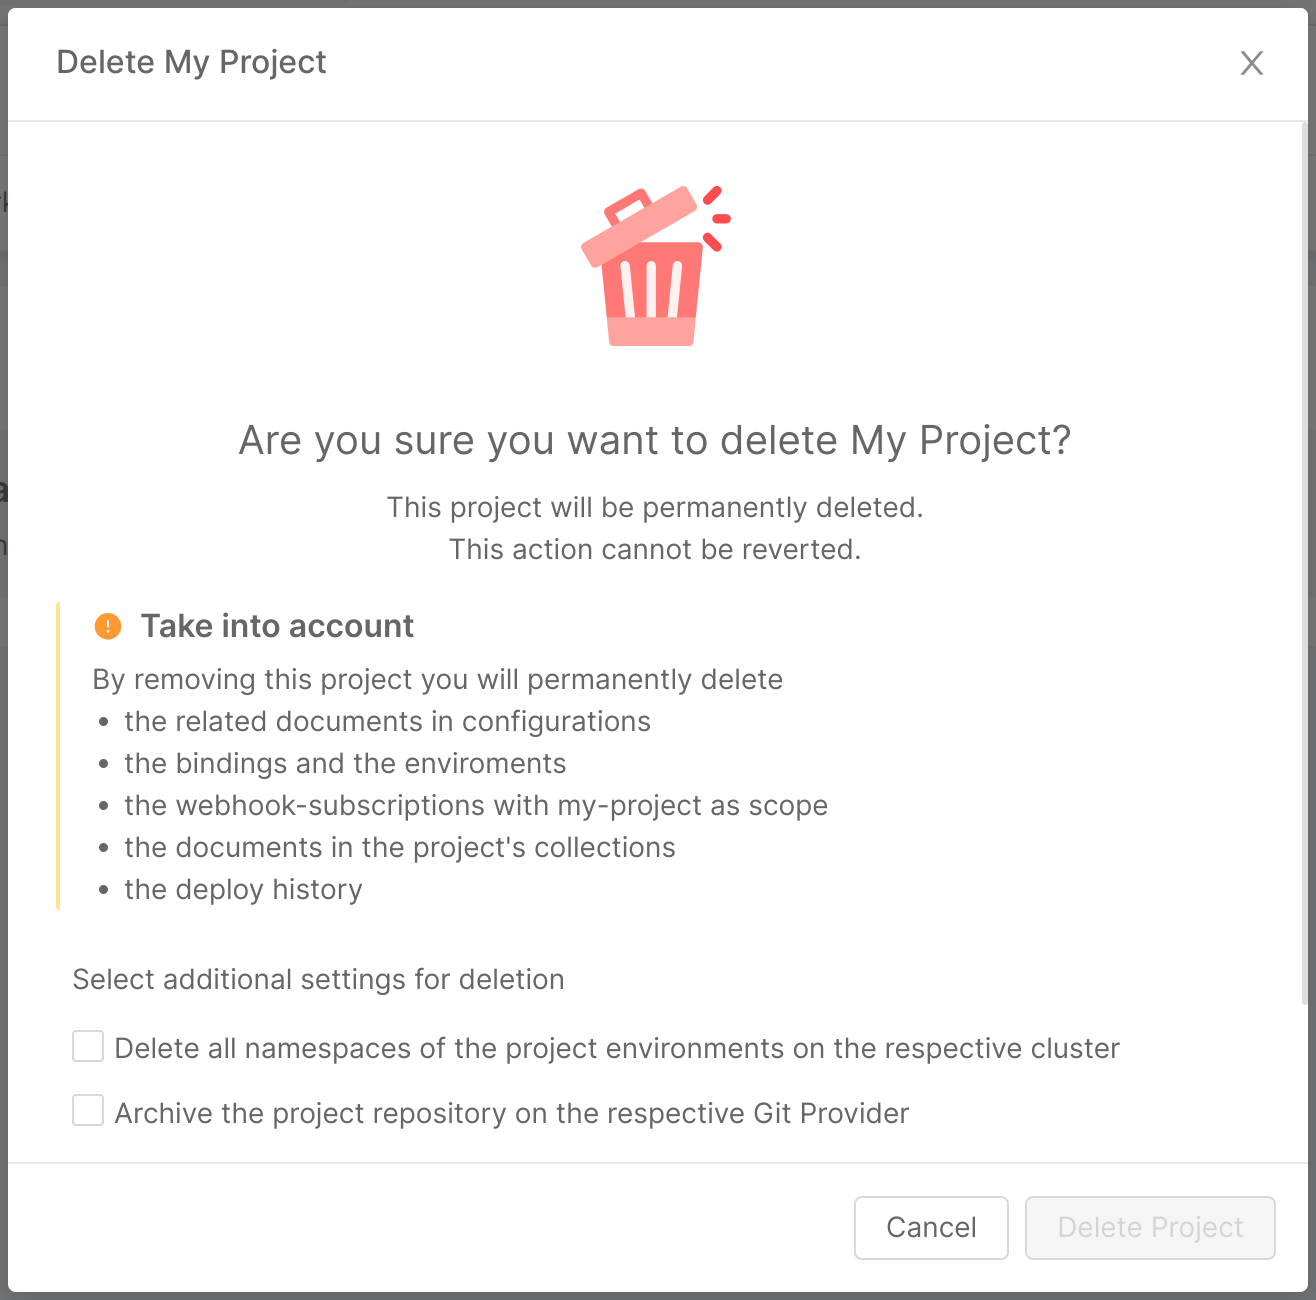 Delete My Project
Are you sure you want to delete My Project?
This project will be permanently deleted.
This action cannot be reverted.
Take into account
By removing this project you will permanently delete
• the related documents in configurations
• the bindings and the enviroments
• the webhook-subscriptions with my-project as scope
• the documents in the project's collections
• the deploy history
Select additional settings for deletion
Delete all namespaces of the project environments on the respective cluster
Archive the project repository on the respective Git Provider
Cancel
Delete Project